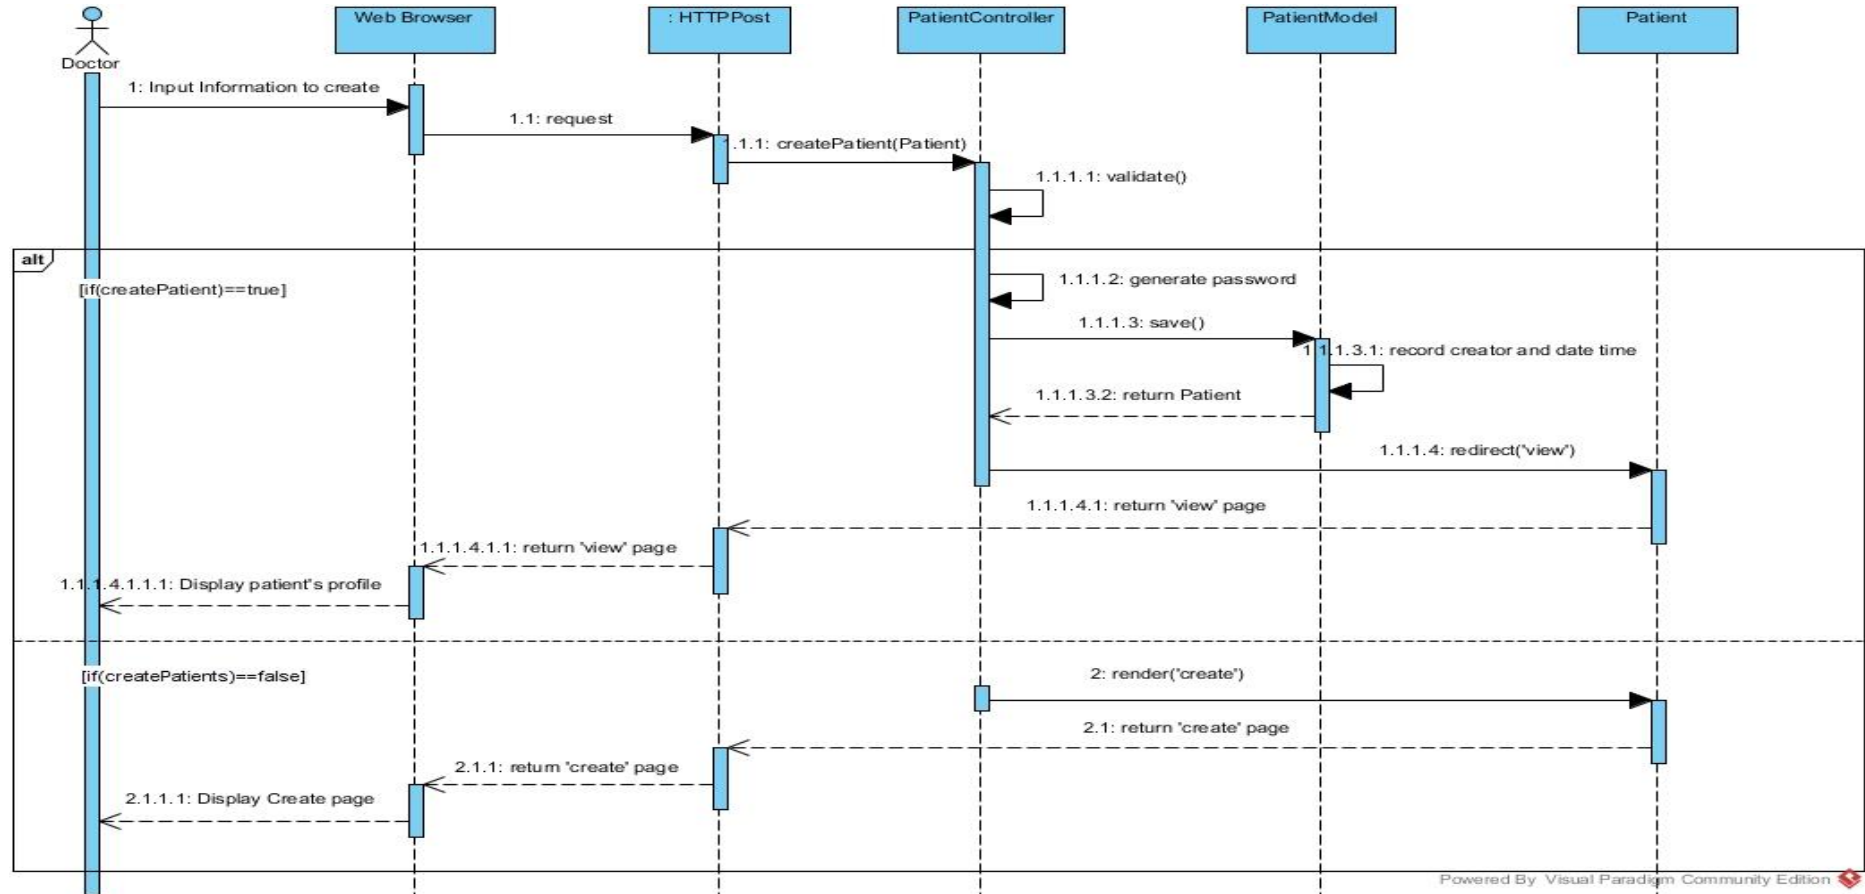 Web Browser
: HTTPPost
PatientController
PatientModel
Patient
Doctor
1: Input Information to create
1.1: request
1.1.1: createPatient(Patient)
1.1.1.1: validate()
alt
[if(createPatient)==true]
1.1.1.2: generate password
1.1.1.3: save()
1.1.1.3.1: record creator and date time
1.1.1.3.2: return Patient
1.1.1.4: redirect('view')
1.1.1.4.1: return 'view' page
1.1.1.4.1.1: return 'view' page
1.1.1.4.1.1.1: Display patient's profile
[if(createPatients)==false]
2: render('create')
2.1: return 'create' page
2.1.1: return 'create' page
2.1.1.1: Display Create page
Powered By Visual Paradigm Community Edition